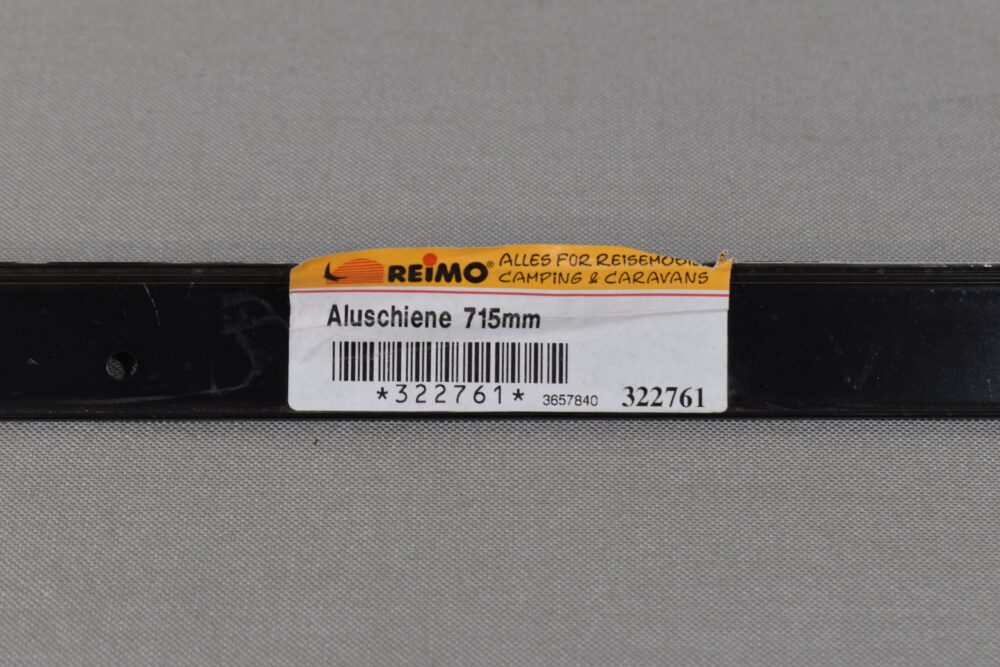 REIMO® ALLES FÜR REISEMOBILE,
CAMPING & CARAVANS
Aluschiene 715mm
*322761* 3657840 322761